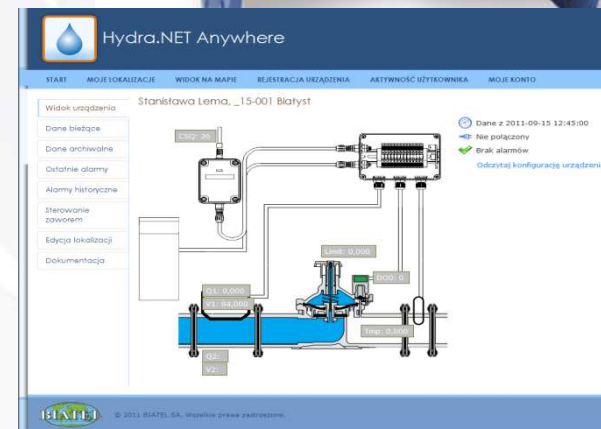 Hydra.NET Anywhere
START MOJE LOKALIZACJE WIDOK NA MAPIE REJESTRACJA URZĄDZENIA AKTYWNOŚĆ UŻYTKOWNIKA MOJE KONTO
Widok urządzenia
Dane bieżące
Dane archiwalne
Ostatnie alarmy
Alarmy historyczne
Sterowanie
zaworem
Edycja lokalizacji
Dokumentacja
Stanisława Lema, _15-001 Białyst
CSQ: 26
Limit: 0,000
DO0: 0
Q1: 0,000
V1: 84,000
Tmp: 0,000
Q2:
V2:
Dane z 2011-09-15 12:45:00
Nie połączony
Brak alarmów
Odczytaj konfigurację urządzeni
BIATEL © 2011 BIATEL SA. Wszelkie prawa zastrzeżone.